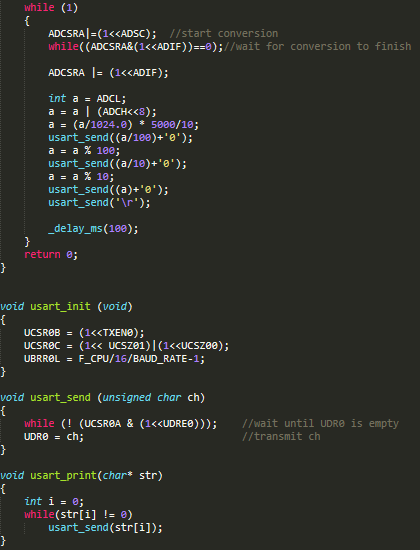 while (1)
{
ADCSRA|=(1<<ADSC);  //start conversion
while((ADCSRA&(1<<ADIF))==0);//wait for conversion to finish
ADCSRA |= (1<<ADIF);
int a = ADCL;
a = a | (ADCH<<8);
a = (a/1024.0) * 5000/10;
usart_send((a/100)+'0');
a = a % 100;
usart_send((a/10)+'0');
a = a % 10;
usart_send((a)+'0');
usart_send('\r');
_delay_ms(100);
}
return 0;
}
void usart_init (void)
{
UCSR0B = (1<<TXEN0);
UCSR0C = (1<< UCSZ01)|(1<<UCSZ00);
UBRR0L = F_CPU/16/BAUD_RATE-1;
}
void usart_send (unsigned char ch)
{
while (! (UCSR0A & (1<<UDRE0)));    //wait until UDR0 is empty
UDR0 = ch;                          //transmit ch
}
void usart_print(char* str)
{
int i = 0;
while(str[i] != 0)
usart_send(str[i]);
}